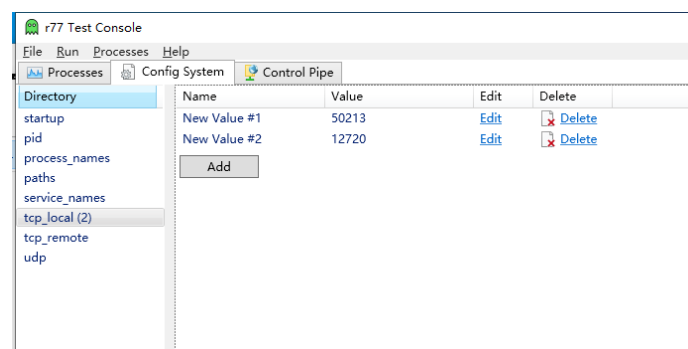 r77 Test Console
File Run Processes Help
Processes Config System Control Pipe
Directory Name Value Edit Delete
startup New Value #1 50213 Edit Delete
pid New Value #2 12720 Edit Delete
process_names
Add
paths
service_names
tcp_local (2)
tcp_remote
udp